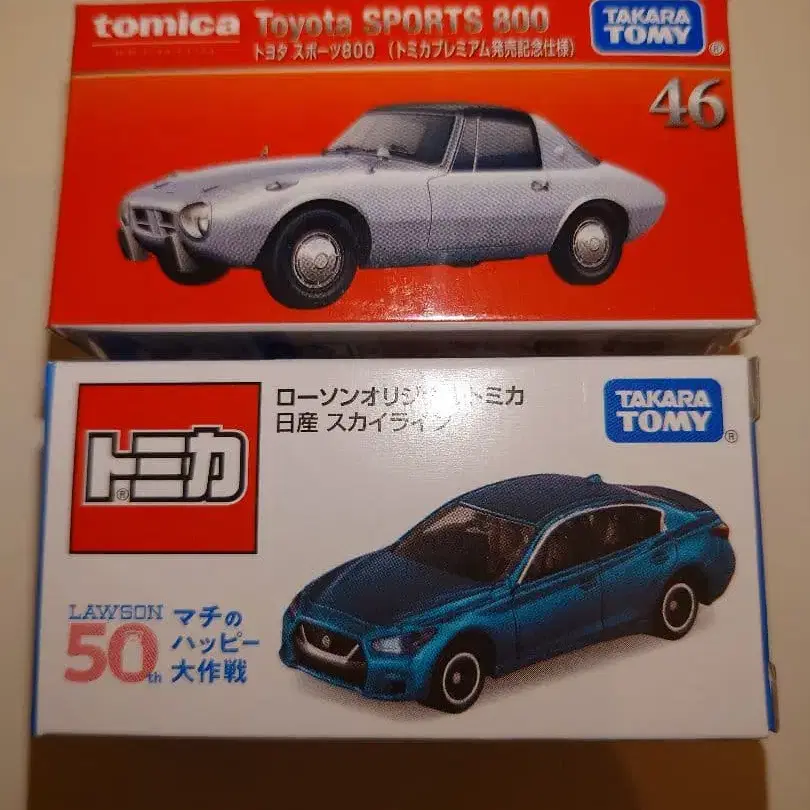 tomica
Toyota SPORTS 800
トヨタ スポーツ800 (トミカプレミアム発売記念仕様)
TAKARA
TOMY
®
46
トミカ
®
ローソンオリジ トミカ
日産 スカイライン
TAKARA
TOMY
®
LAWSON
50th
マチの
ハッピー
大作戦